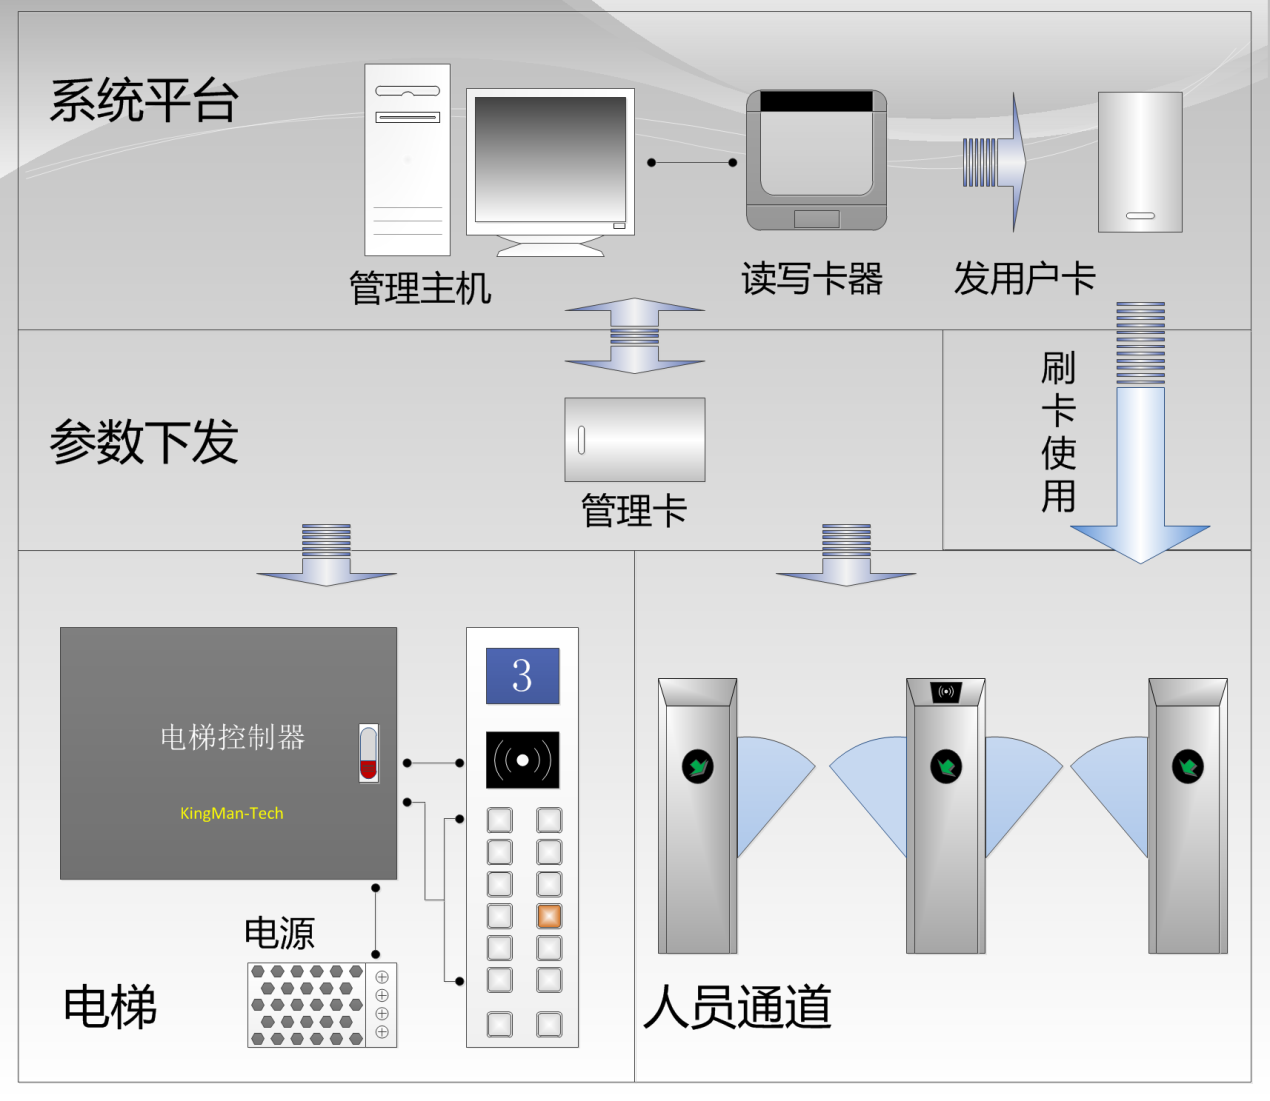 系统平台
管理主机
读写卡器
发用户卡
参数下发
管理卡
刷卡使用
3
电梯控制器
KingMan-Tech
电源
电梯
人员通道